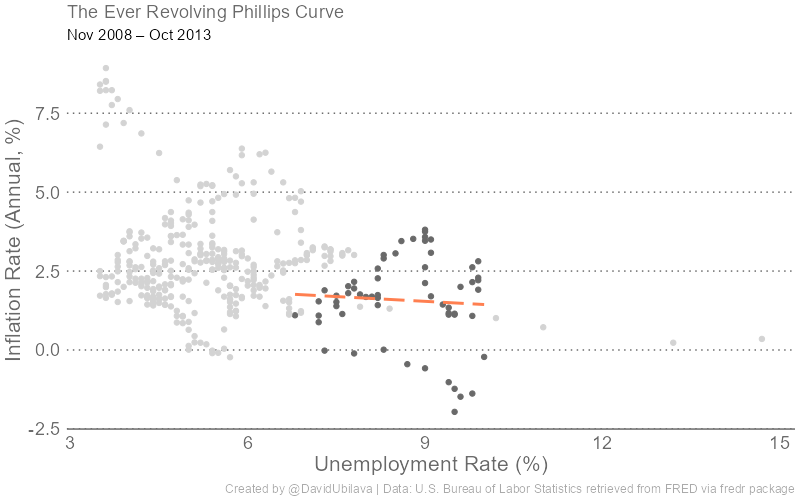 The Ever Revolving Phillips Curve
Nov 2008 – Oct 2013
Inflation Rate (Annual, %)
7.5
5.0
2.5
0.0
-2.5
3 6 9 12 15
Unemployment Rate (%)
Created by @DavidUbilava | Data: U.S. Bureau of Labor Statistics retrieved from FRED via fredr package